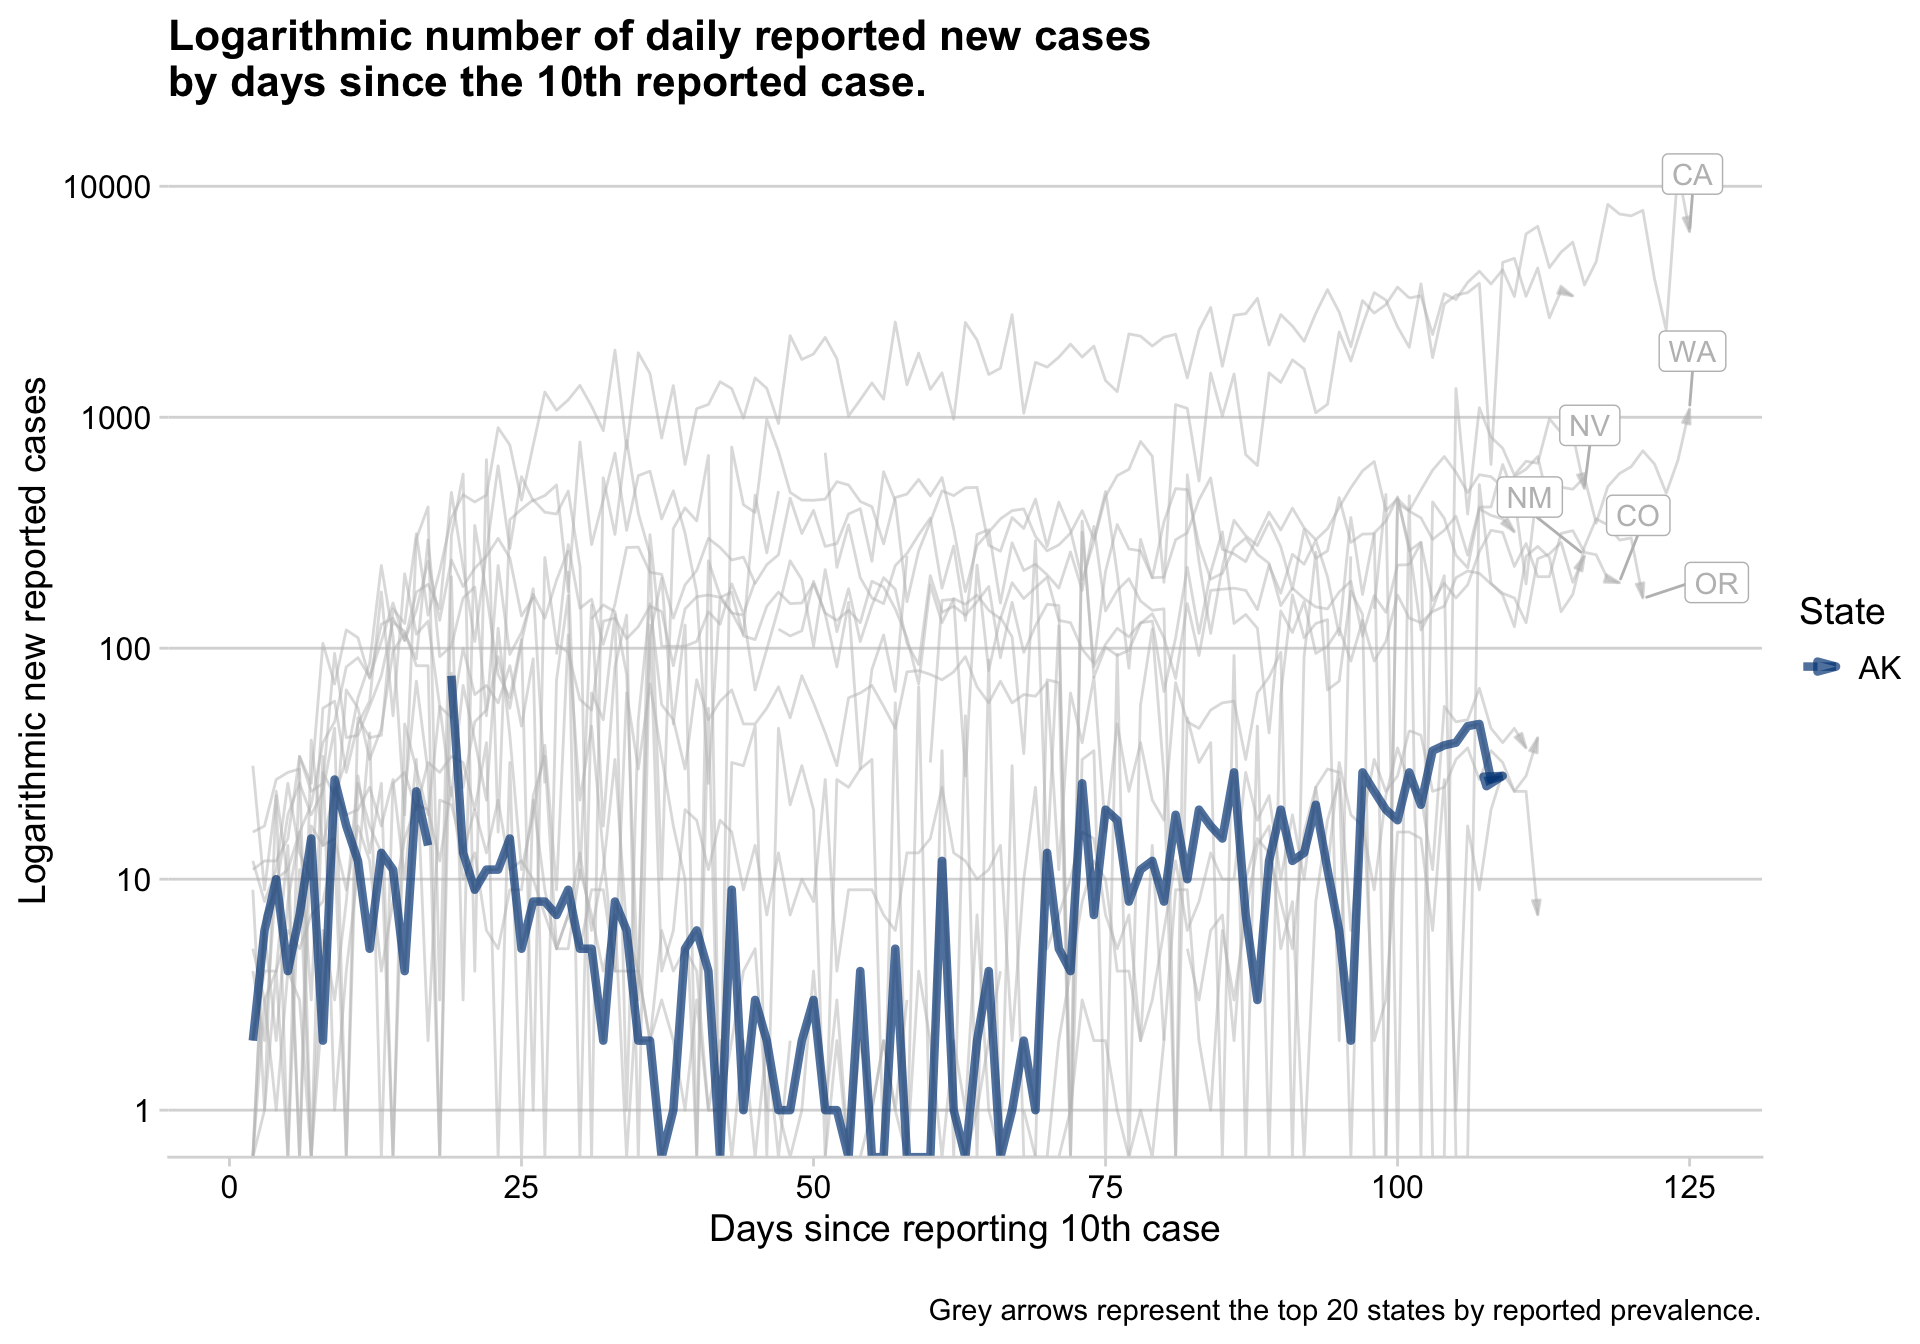 Logarithmic number of daily reported new cases
by days since the 10th reported case.
Logarithmic new reported cases
10000
1000
100
10
1
CA
WA
NV
NM
CO
OR
State
AK
0
25
50
75
100
125
Days since reporting 10th case
Grey arrows represent the top 20 states by reported prevalence.